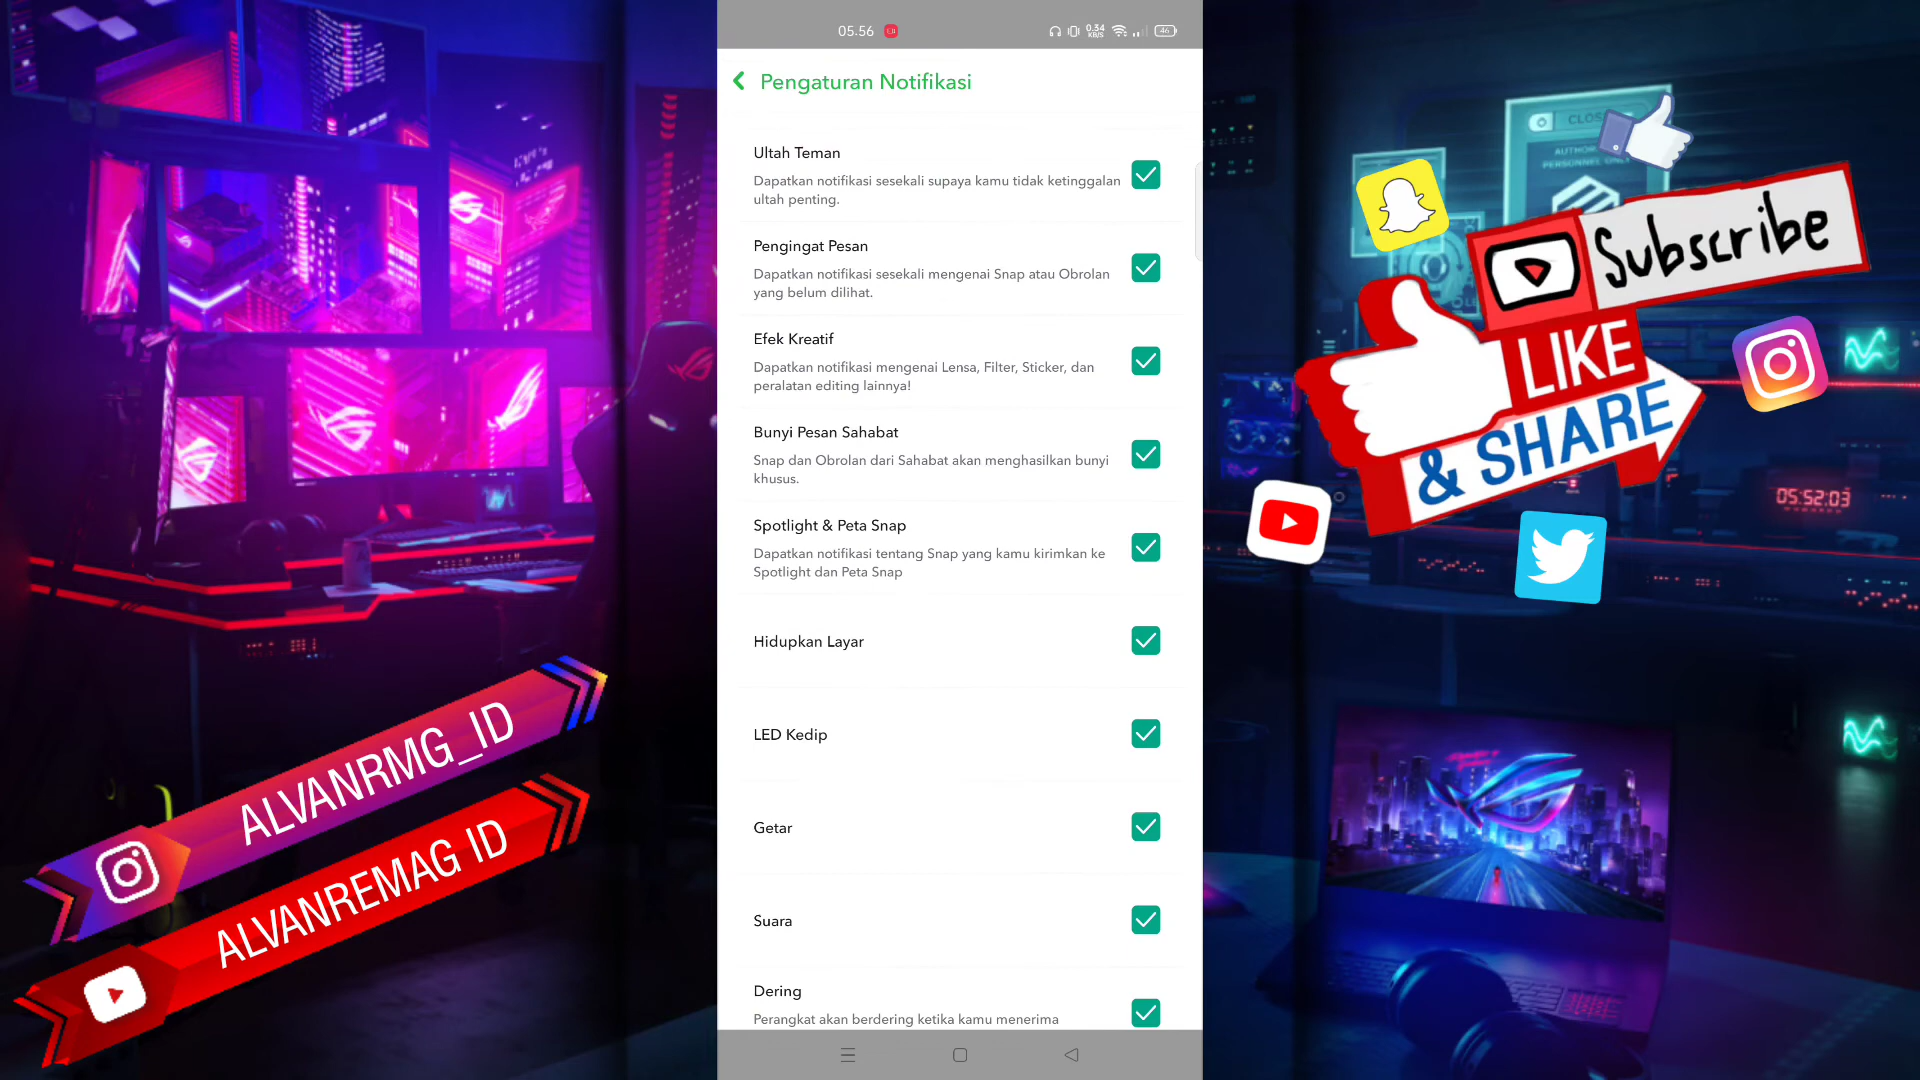 05.56
0.34
KB/S
46
Pengaturan Notifikasi
Ultah Teman
Dapatkan notifikasi sesekali supaya kamu tidak ketinggalan
ultah penting.
Pengingat Pesan
Dapatkan notifikasi sesekali mengenai Snap atau Obrolan
yang belum dilihat.
Efek Kreatif
Dapatkan notifikasi mengenai Lensa, Filter, Sticker, dan
peralatan editing lainnya!
Bunyi Pesan Sahabat
Snap dan Obrolan dari Sahabat akan menghasilkan bunyi
khusus.
Spotlight & Peta Snap
Dapatkan notifikasi tentang Snap yang kamu kirimkan ke
Spotlight dan Peta Snap
Hidupkan Layar
LED Kedip
Getar
Suara
Dering
Perangkat akan berdering ketika kamu menerima
ALVANRMG_ID
ALVANREMAG ID
Subscribe
LIKE
& SHARE
05:52:03